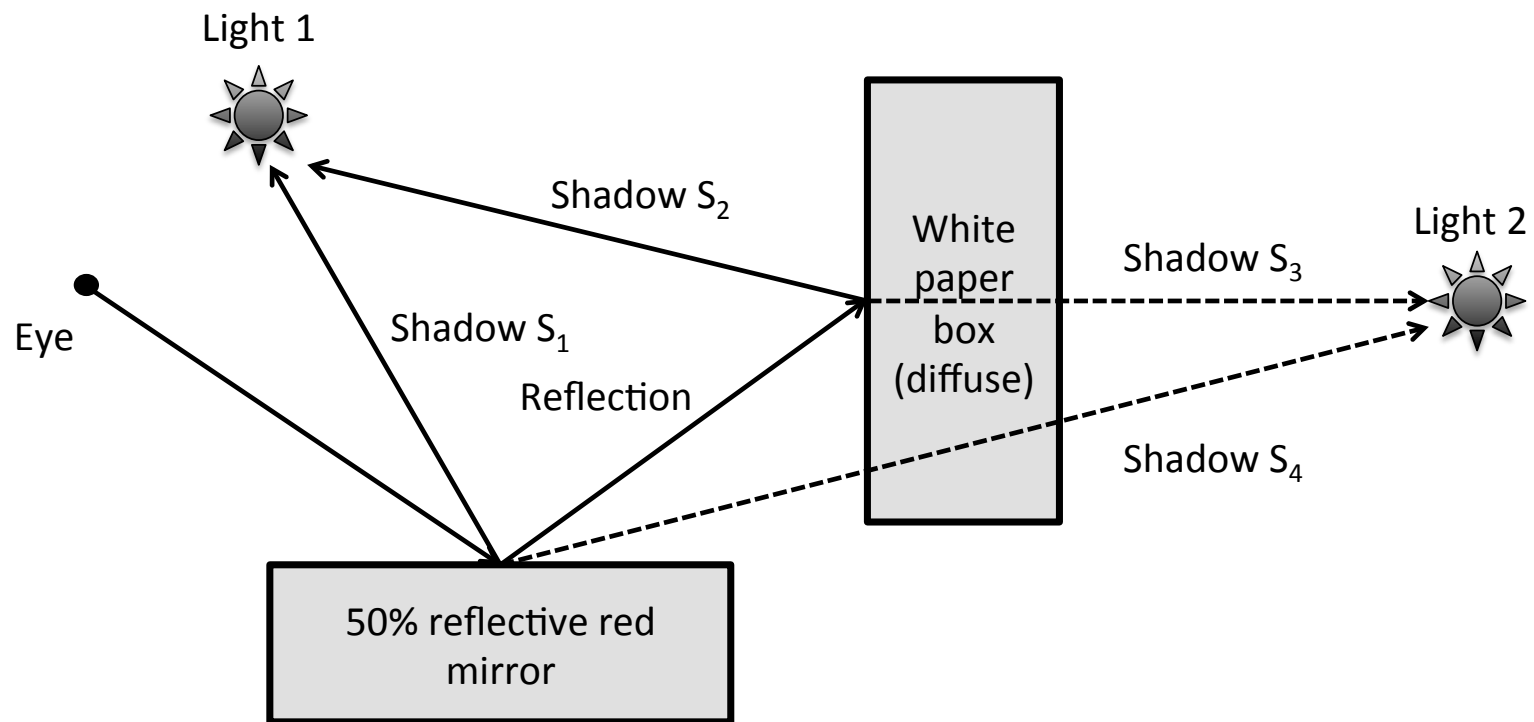 Light 1
Shadow S₂
White
paper
box
(diffuse)
Light 2
Shadow S₃
Eye
Shadow S₁
Reflection
Shadow S₄
50% reflective red
mirror